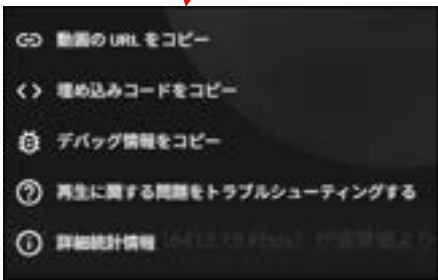 動画の URL をコピー
埋め込みコードをコピー
デバッグ情報をコピー
再生に関する問題をトラブルシューティングする
詳細統計情報